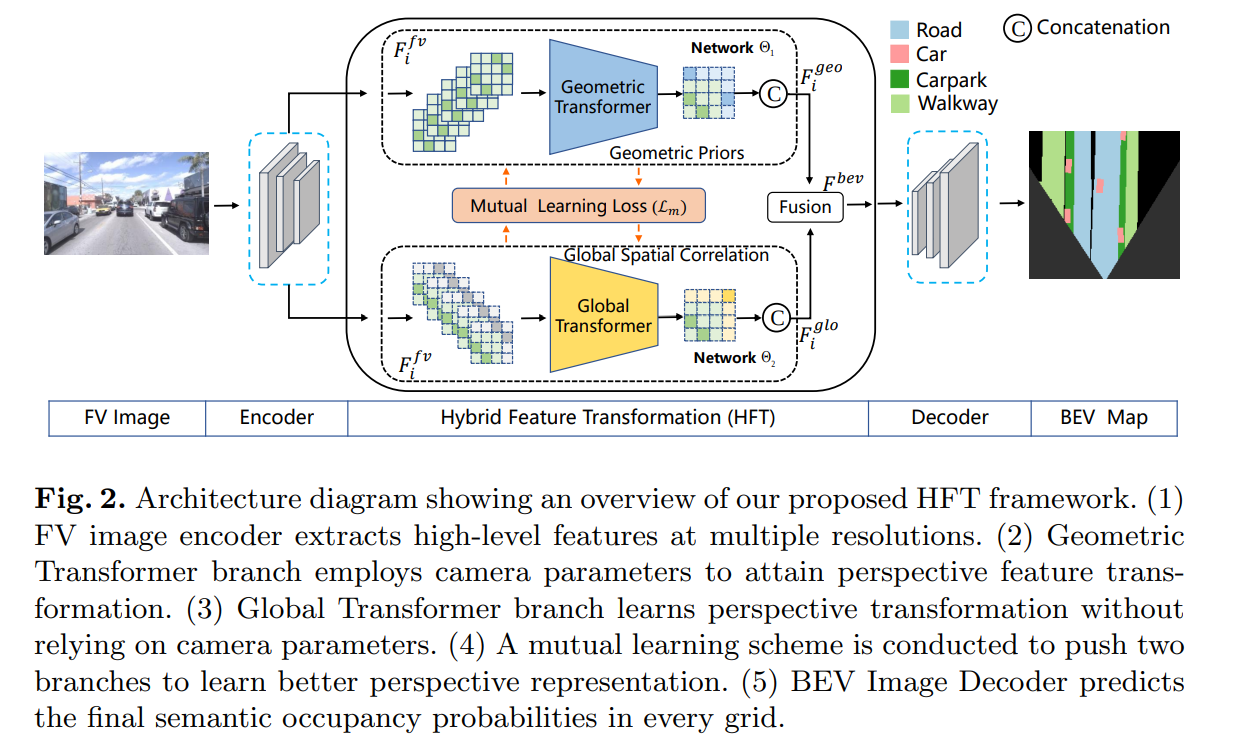 Road
Car
Carpark
Walkway
C Concatenation
F_i^{fv}
Network Θ₁
Geometric
Transformer
C
F_i^{geo}
Geometric Priors
Mutual Learning Loss (ℒₘ)
F^{bev}
Fusion
Global Spatial Correlation
Global
Transformer
C
F_i^{glo}
F_i^{fv}
Network Θ₂
FV Image Encoder Hybrid Feature Transformation (HFT) Decoder BEV Map
Fig. 2. Architecture diagram showing an overview of our proposed HFT framework. (1)
FV image encoder extracts high-level features at multiple resolutions. (2) Geometric
Transformer branch employs camera parameters to attain perspective feature trans-
formation. (3) Global Transformer branch learns perspective transformation without
relying on camera parameters. (4) A mutual learning scheme is conducted to push two
branches to learn better perspective representation. (5) BEV Image Decoder predicts
the final semantic occupancy probabilities in every grid.